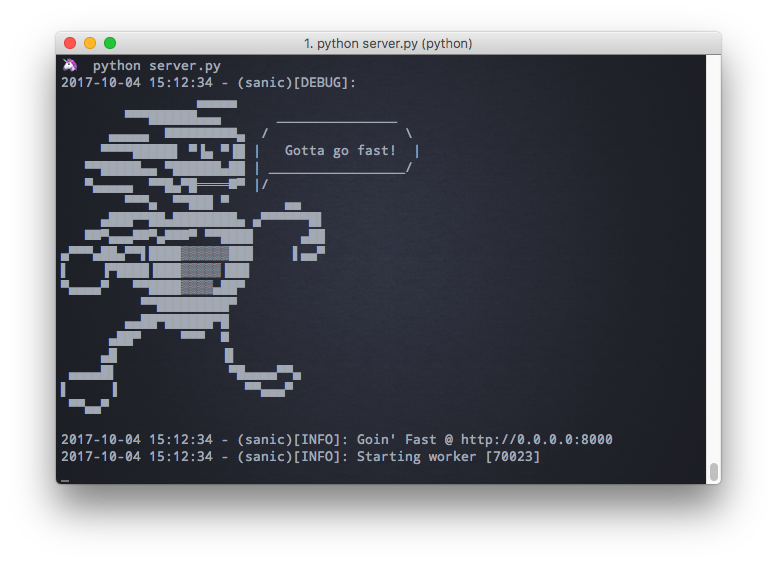 1. python server.py (python)
python server.py
2017-10-04 15:12:34 - (sanic)[DEBUG]:
Gotta go fast!
2017-10-04 15:12:34 - (sanic)[INFO]: Goin' Fast @ http://0.0.0.0:8000
2017-10-04 15:12:34 - (sanic)[INFO]: Starting worker [70023]